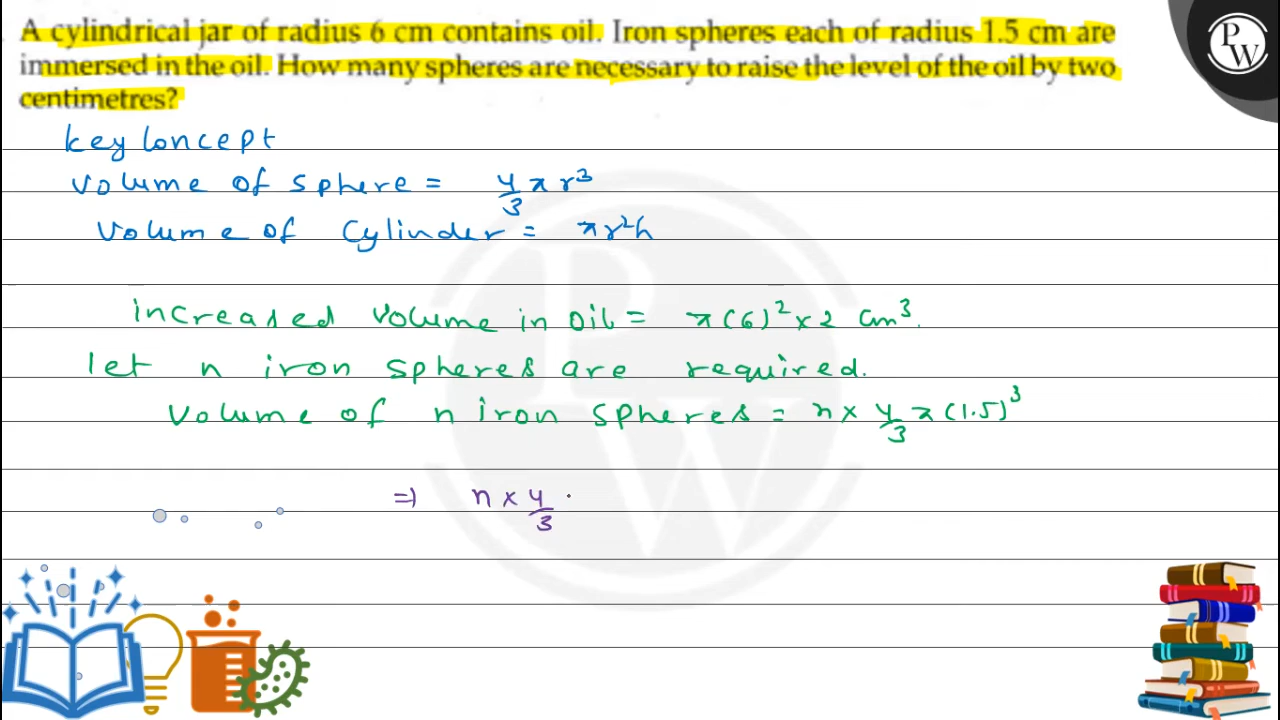 A cylindrical jar of radius 6 cm contains oil. Iron spheres each of radius 1.5 cm are
immersed in the oil. How many spheres are necessary to raise the level of the oil by two
centimetres?
PW
key Concept
Volume of sphere = 4/3 π r³
Volume of Cylinder = πr²h
increased volume in oil = π(6)² × 2 cm³.
let n iron spheres are required.
Volume of n iron spheres = n × 4/3 π (1.5)³
⇒ n × 4/3